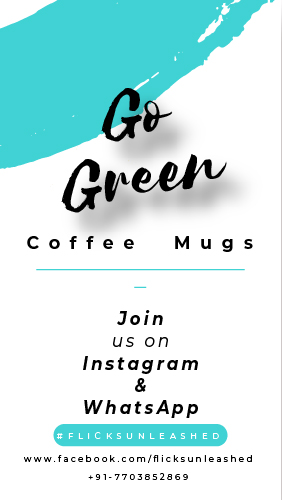 Go
Green
Coffee Mugs
Join
us on
Instagram
&
WhatsApp
#FLICKSUNLEASHED
www.facebook.com/flicksunleashed
+91-7703852869